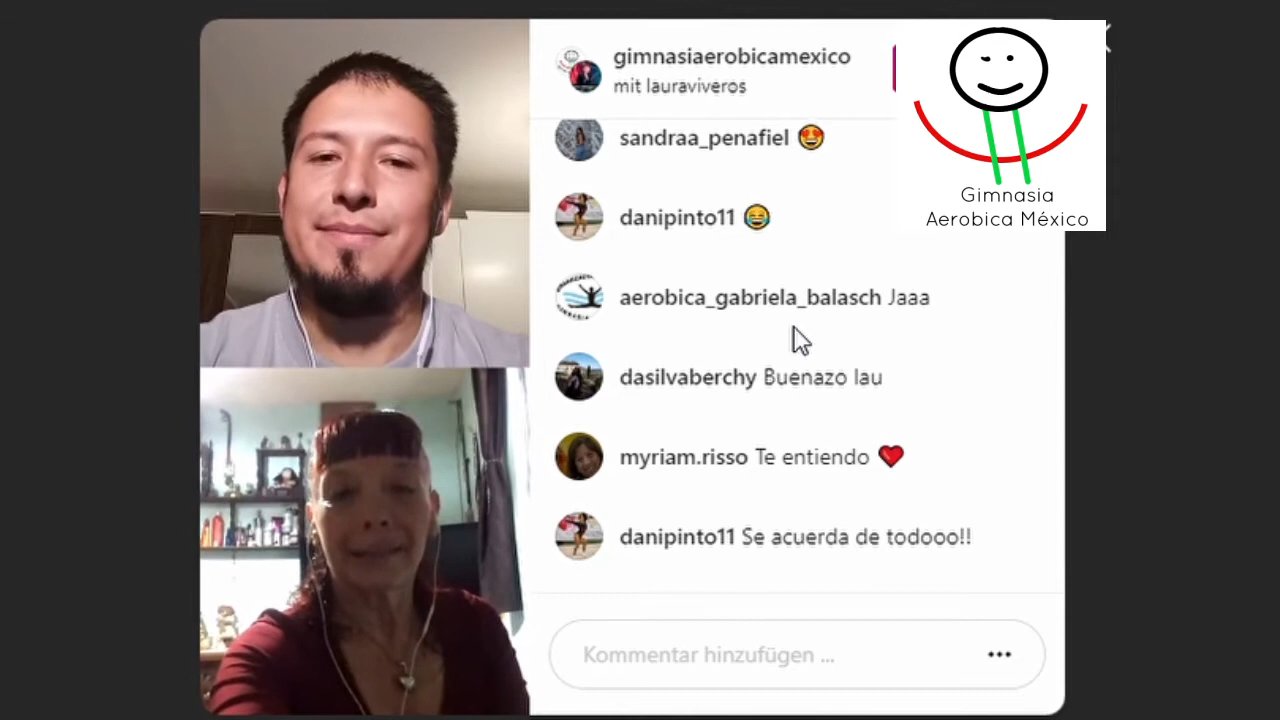 gimnasiaerobicamexico
mit lauraviveros
sandraa_penafiel 😍
danipinto11 😂
aerobica_gabriela_balasch Jaaa
dasilvaberchy Buenazo lau
myriam.risso Te entiendo ❤️
danipinto11 Se acuerda de todooo!!
Kommentar hinzufügen ...
Gimnasia
Aerobica México